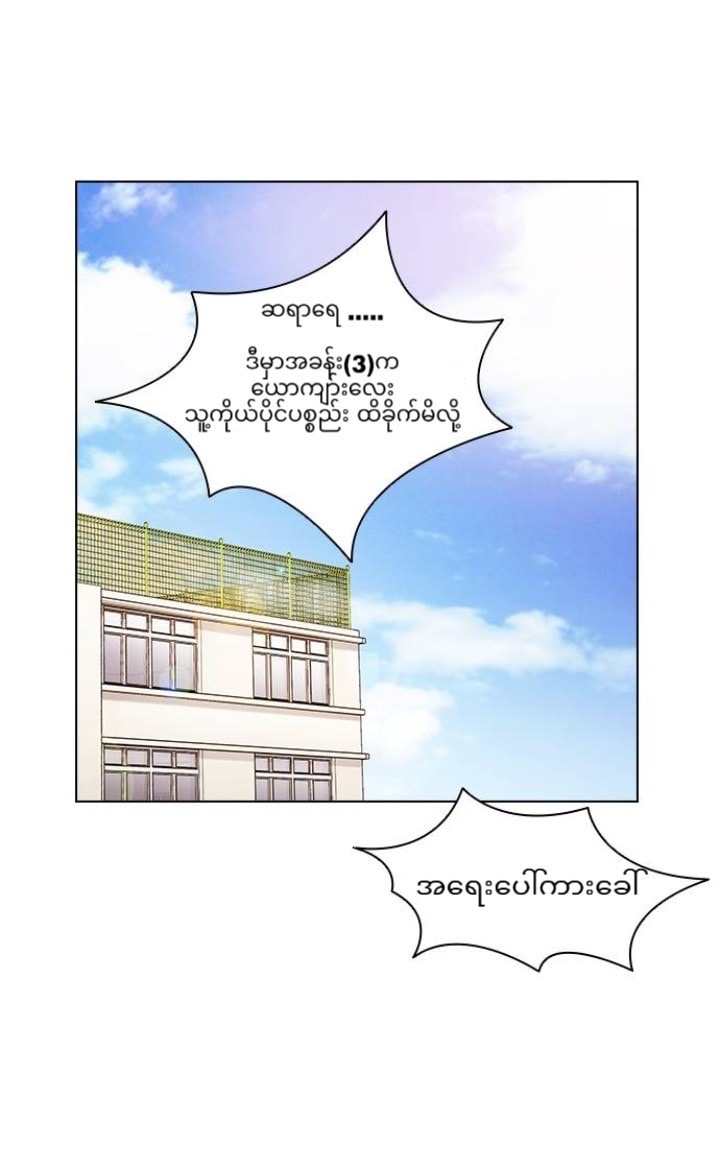 ဆရာရေ .....
ဒီမှာအခန်း(3)က
ယောကျာ်းလေး
သူ့ကိုယ်ပိုင်ပစ္စည်း ထိခိုက်မိလို့
အရေးပေါ်ကားခေါ်